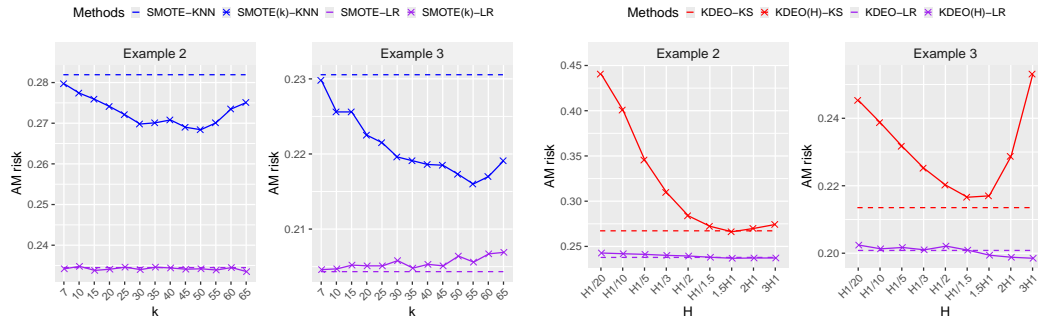 Methods SMOTE−KNN SMOTE(k)−KNN SMOTE−LR SMOTE(k)−LR
Example 2
Example 3
AM risk
0.28
0.27
0.26
0.25
0.24
7 10 15 20 25 30 35 40 45 50 55 60 65
AM risk
0.23
0.22
0.21
7 10 15 20 25 30 35 40 45 50 55 60 65
k
Methods KDEO−KS KDEO(H)−KS KDEO−LR KDEO(H)−LR
Example 2
Example 3
AM risk
0.45
0.40
0.35
0.30
0.25
H1/20 H1/10 H1/5 H1/3 H1/2 H1/1.5 1.5H1 2H1 3H1
AM risk
0.24
0.22
0.20
H1/20 H1/10 H1/5 H1/3 H1/2 H1/1.5 1.5H1 2H1 3H1
H
k
H